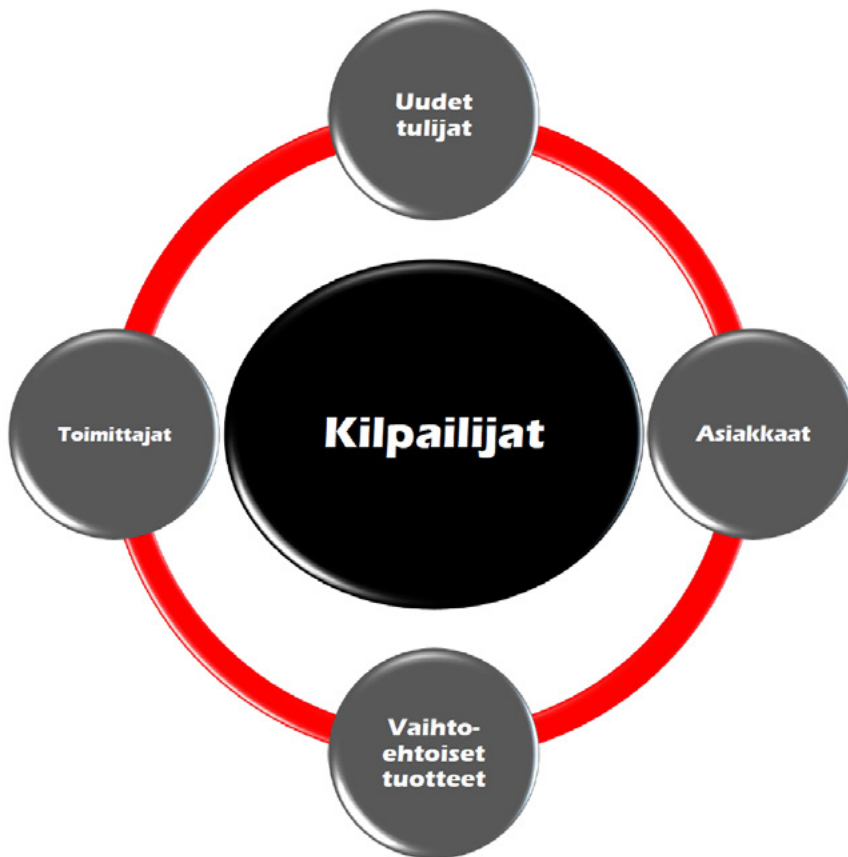 Uudet
tulijat
Toimittajat
Kilpailijat
Asiakkaat
Vaihto-
ehtoiset
tuotteet